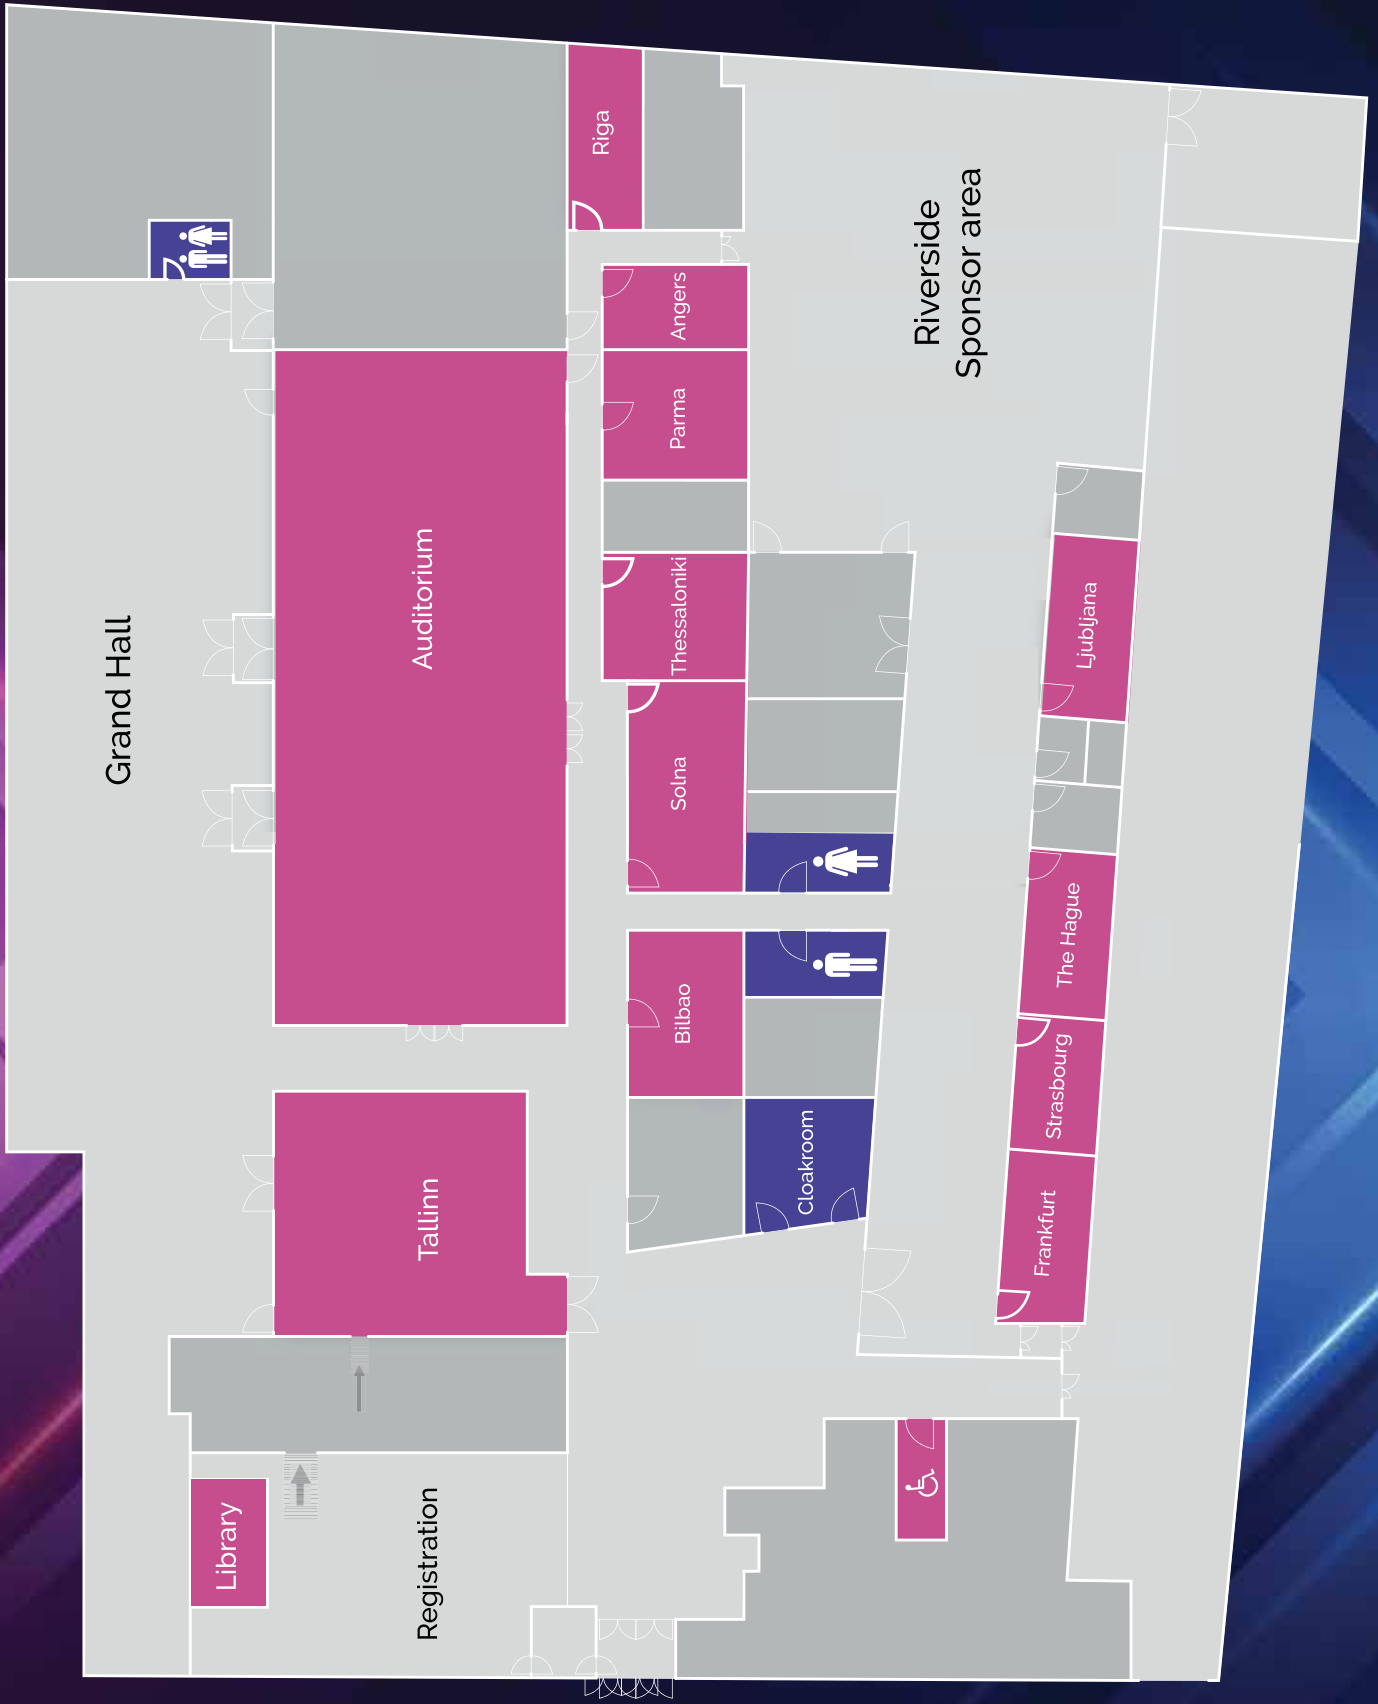 Riga
Angers
Parma
Thessaloniki
Solna
Bilbao
Auditorium
Grand Hall
Tallinn
Library
Registration
Cloakroom
Riverside
Sponsor area
Ljubljana
The Hague
Strasbourg
Frankfurt